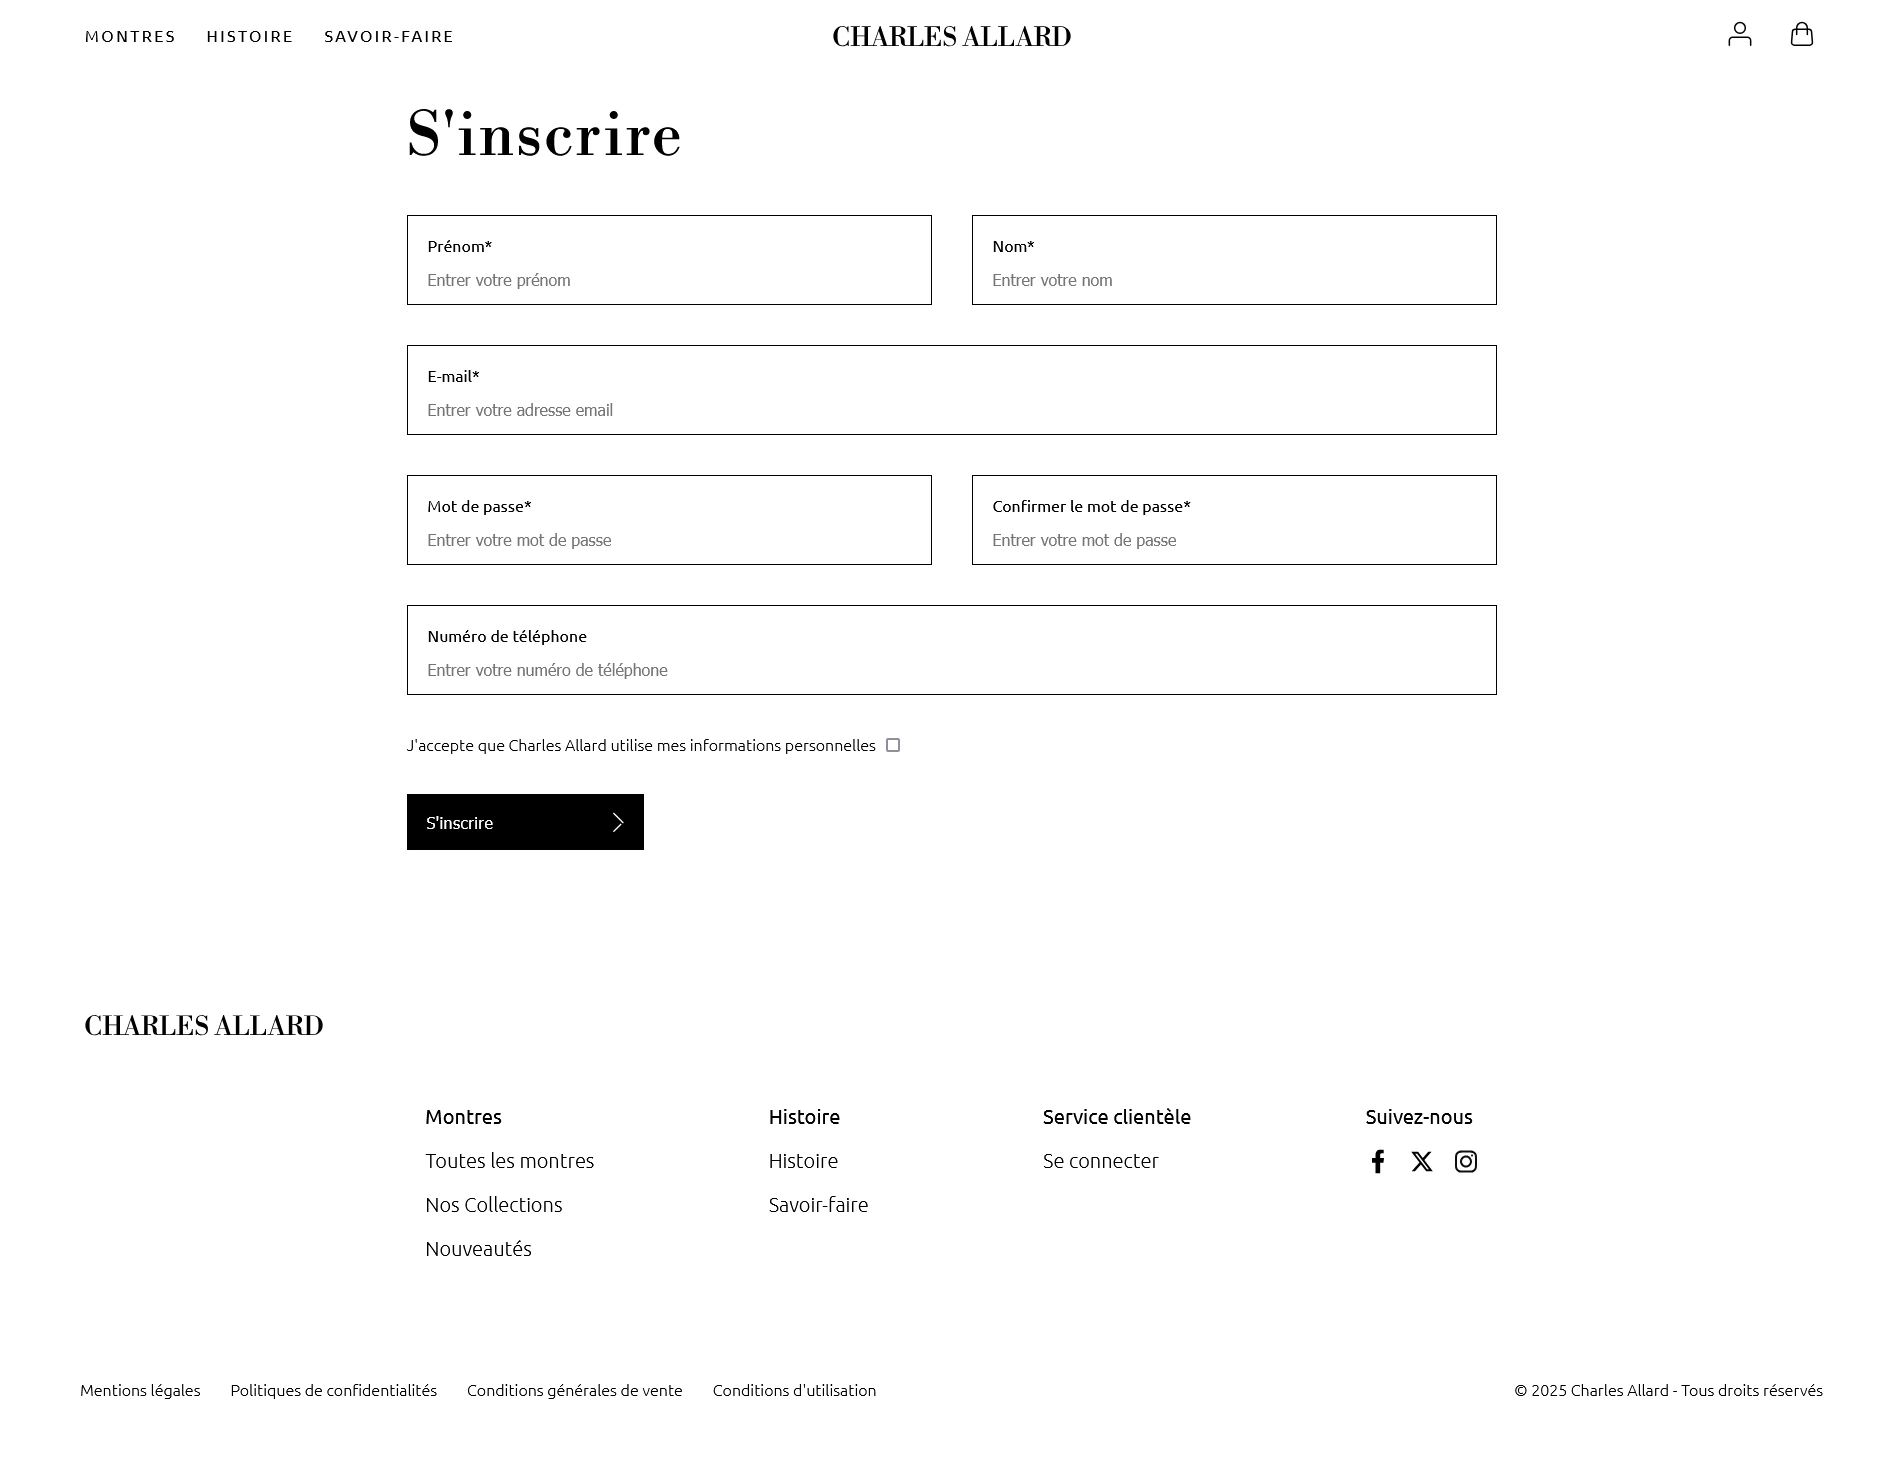 MONTRES HISTOIRE SAVOIR-FAIRE CHARLES ALLARD
S'inscrire
Prénom* Nom*
Entrer votre prénom Entrer votre nom
E-mail*
Entrer votre adresse email
Mot de passe* Confirmer le mot de passe*
Entrer votre mot de passe Entrer votre mot de passe
Numéro de téléphone
Entrer votre numéro de téléphone
J'accepte que Charles Allard utilise mes informations personnelles
S'inscrire
CHARLES ALLARD
Montres Histoire Service clientèle Suivez-nous
Toutes les montres Histoire Se connecter
Nos Collections Savoir-faire
Nouveautés
Mentions légales Politiques de confidentialités Conditions générales de vente Conditions d'utilisation © 2025 Charles Allard - Tous droits réservés